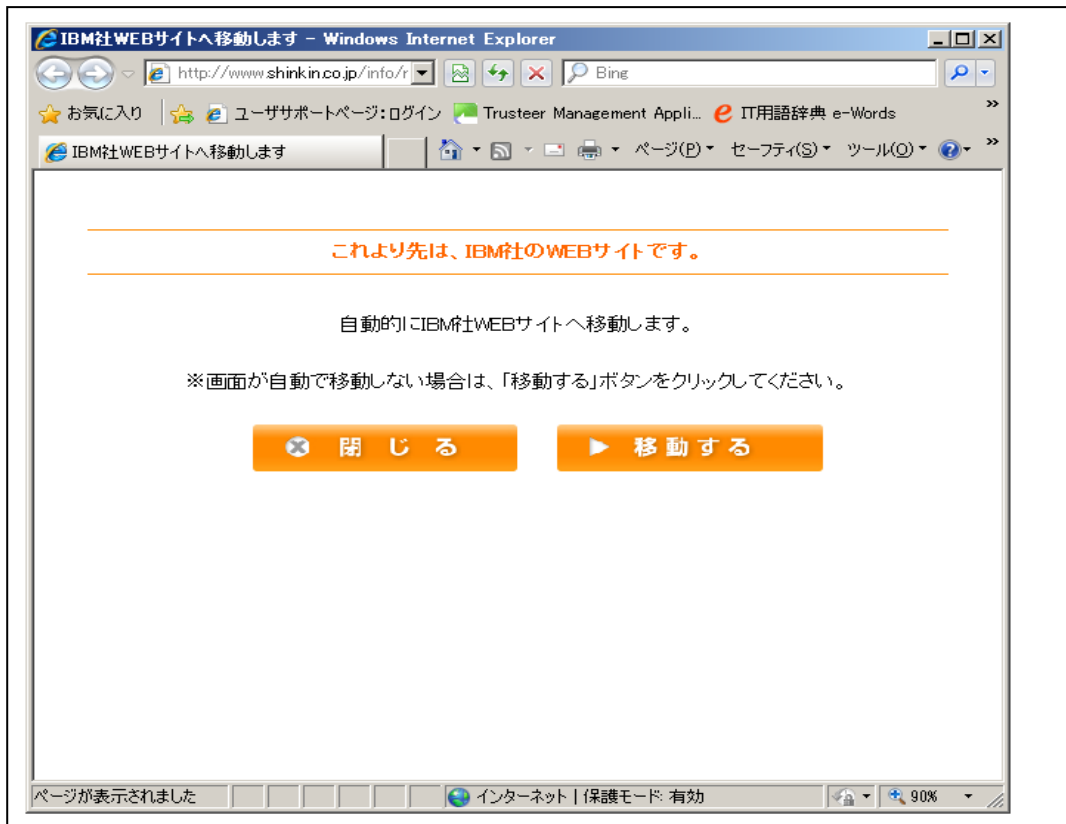 IBM社WEBサイトへ移動します - Windows Internet Explorer
http://www.shinkin.co.jp/info/r
Bing
お気に入り ユーザサポートページ:ログイン Trusteer Management Appli... IT用語辞典 e-Words »
IBM社WEBサイトへ移動します ページ(P) セーフティ(S) ツール(O) »
これより先は、IBM社のWEBサイトです。
自動的にIBM社WEBサイトへ移動します。
※画面が自動で移動しない場合は、「移動する」ボタンをクリックしてください。
閉じる 移動する
ページが表示されました インターネット | 保護モード: 有効 90%